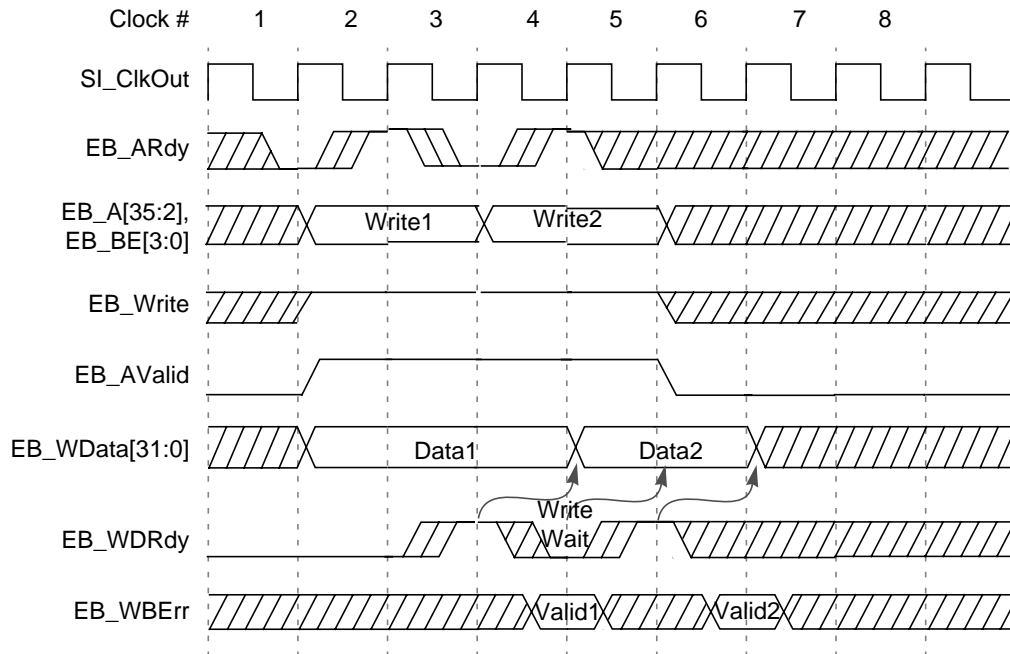 Clock # 1 2 3 4 5 6 7 8
SI_ClkOut
EB_ARdy
EB_A[35:2],
EB_BE[3:0]
Write1 Write2
EB_Write
EB_AValid
EB_WData[31:0] Data1 Data2
Write
Wait
EB_WDRdy
EB_WBErr Valid1 Valid2